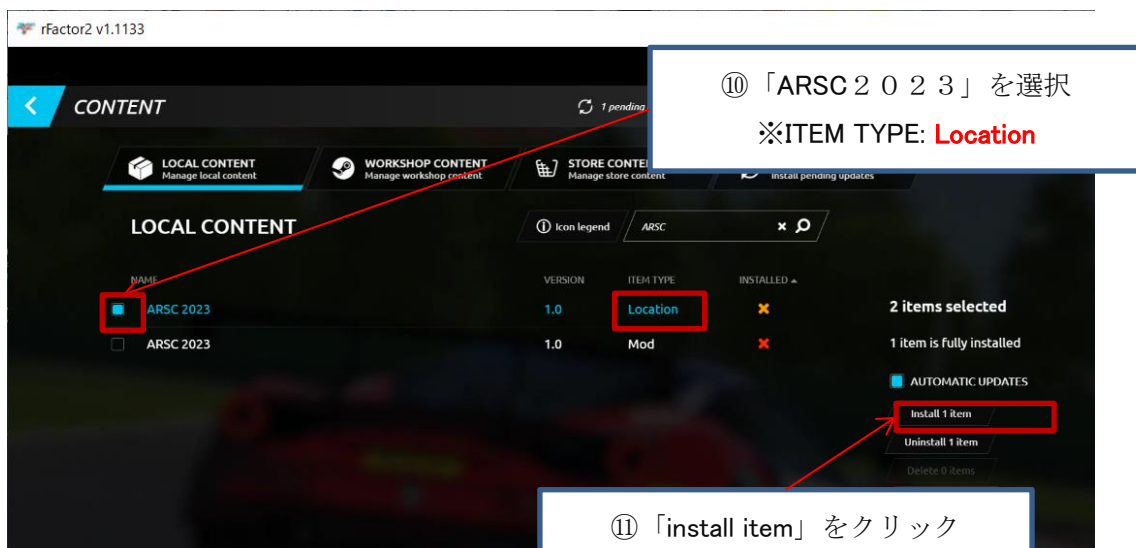 rFactor2 v1.1133
⑩「ARSC２０２３」を選択
※ITEM TYPE: Location
CONTENT
1 pending
LOCAL CONTENT
Manage local content
WORKSHOP CONTENT
Manage workshop content
STORE CONTE
Manage store content
Install pending updates
LOCAL CONTENT
Icon legend
ARSC
NAME VERSION ITEM TYPE INSTALLED
ARSC 2023 1.0 Location
ARSC 2023 1.0 Mod
2 items selected
1 item is fully installed
AUTOMATIC UPDATES
Install 1 item
Uninstall 1 item
Delete 0 items
⑪「install item」をクリック